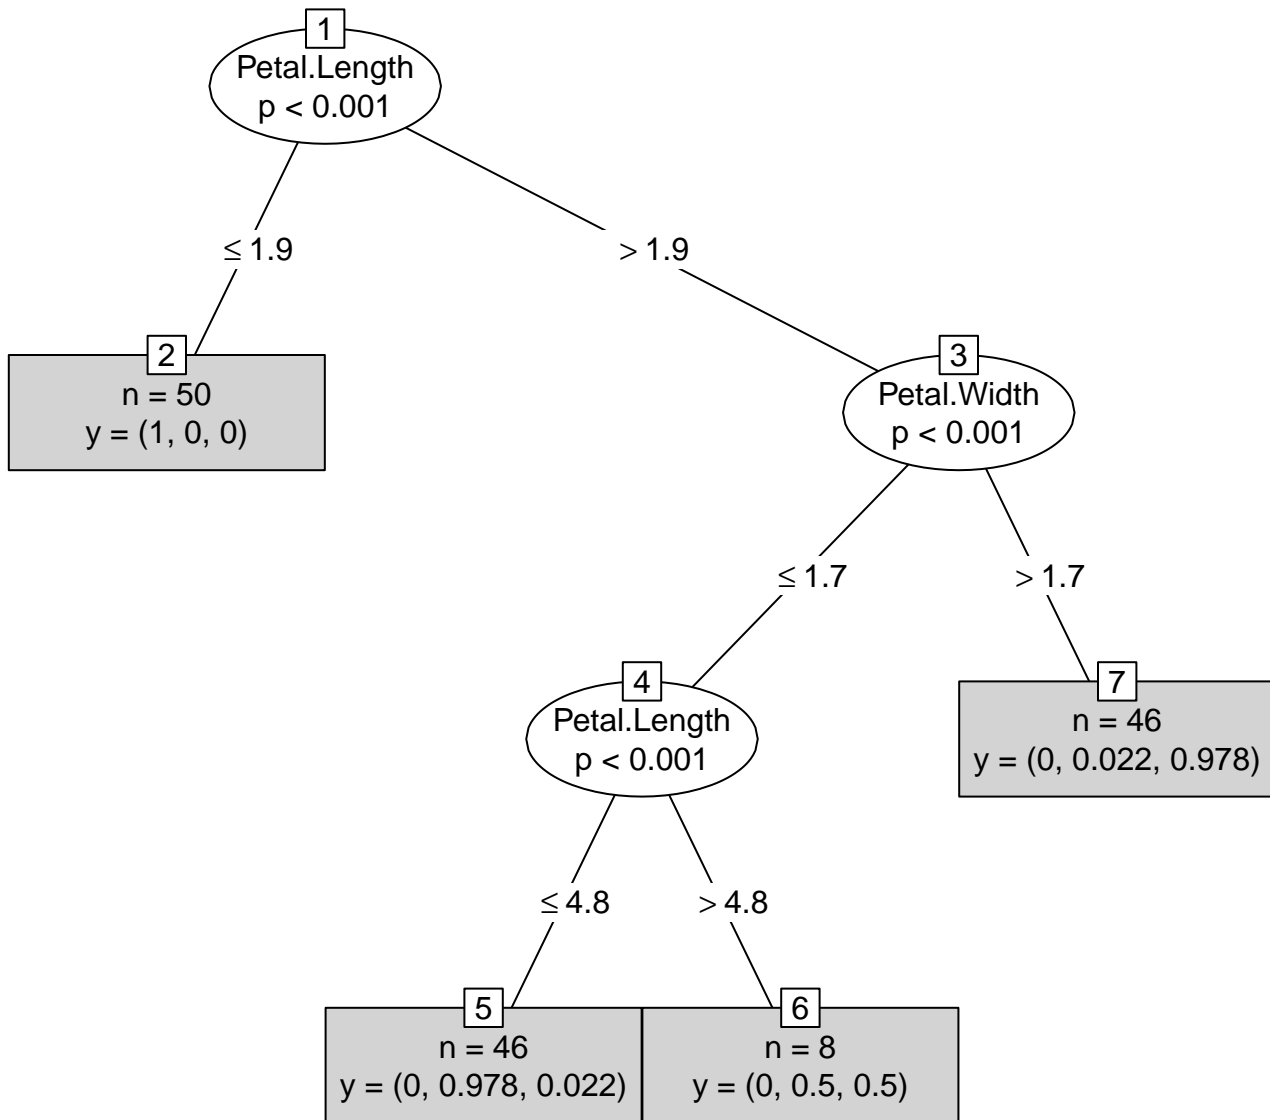 1
Petal.Length
p < 0.001
≤ 1.9
> 1.9
2
n = 50
y = (1, 0, 0)
3
Petal.Width
p < 0.001
≤ 1.7
> 1.7
4
Petal.Length
p < 0.001
7
n = 46
y = (0, 0.022, 0.978)
≤ 4.8
> 4.8
5
n = 46
y = (0, 0.978, 0.022)
6
n = 8
y = (0, 0.5, 0.5)